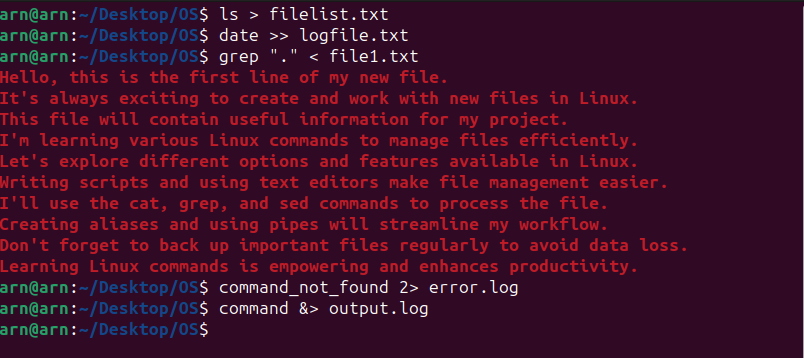 arn@arn:~/Desktop/OS$ ls > filelist.txt
arn@arn:~/Desktop/OS$ date >> logfile.txt
arn@arn:~/Desktop/OS$ grep "." < file1.txt
Hello, this is the first line of my new file.
It's always exciting to create and work with new files in Linux.
This file will contain useful information for my project.
I'm learning various Linux commands to manage files efficiently.
Let's explore different options and features available in Linux.
Writing scripts and using text editors make file management easier.
I'll use the cat, grep, and sed commands to process the file.
Creating aliases and using pipes will streamline my workflow.
Don't forget to back up important files regularly to avoid data loss.
Learning Linux commands is empowering and enhances productivity.
arn@arn:~/Desktop/OS$ command_not_found 2> error.log
arn@arn:~/Desktop/OS$ command &> output.log
arn@arn:~/Desktop/OS$